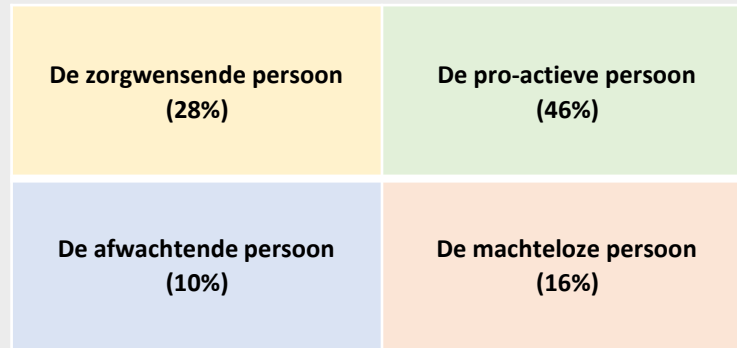 De zorgwensende persoon
(28%)
De pro-actieve persoon
(46%)
De afwachtende persoon
(10%)
De machteloze persoon
(16%)